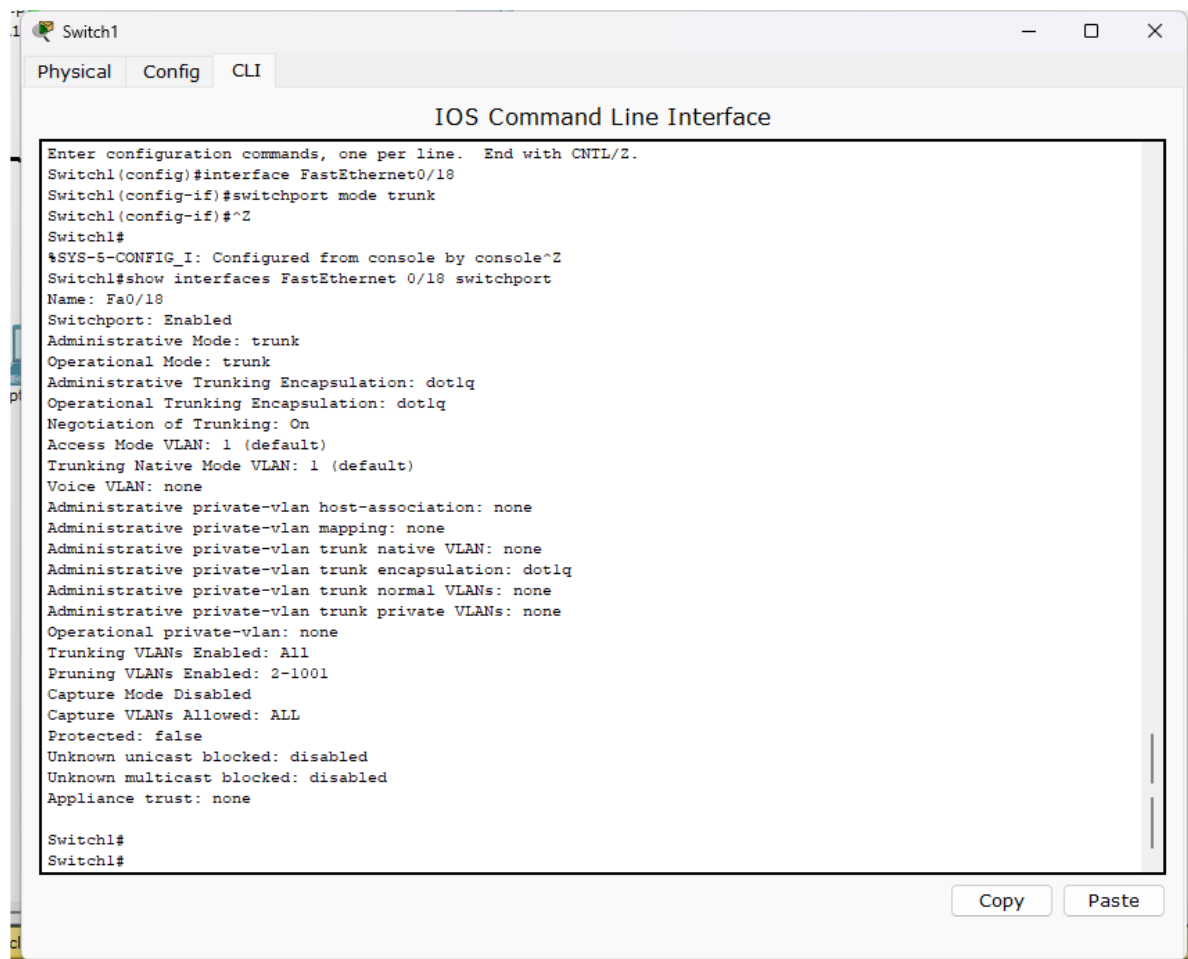 Switch1
Physical Config CLI
IOS Command Line Interface
Enter configuration commands, one per line.  End with CNTL/Z.
Switch1(config)#interface FastEthernet0/18
Switch1(config-if)#switchport mode trunk
Switch1(config-if)#^Z
Switch1#
%SYS-5-CONFIG_I: Configured from console by console^Z
Switch1#show interfaces FastEthernet 0/18 switchport
Name: Fa0/18
Switchport: Enabled
Administrative Mode: trunk
Operational Mode: trunk
Administrative Trunking Encapsulation: dot1q
Operational Trunking Encapsulation: dot1q
Negotiation of Trunking: On
Access Mode VLAN: 1 (default)
Trunking Native Mode VLAN: 1 (default)
Voice VLAN: none
Administrative private-vlan host-association: none
Administrative private-vlan mapping: none
Administrative private-vlan trunk native VLAN: none
Administrative private-vlan trunk encapsulation: dot1q
Administrative private-vlan trunk normal VLANs: none
Administrative private-vlan trunk private VLANs: none
Operational private-vlan: none
Trunking VLANs Enabled: All
Pruning VLANs Enabled: 2-1001
Capture Mode Disabled
Capture VLANs Allowed: ALL
Protected: false
Unknown unicast blocked: disabled
Unknown multicast blocked: disabled
Appliance trust: none
Switch1#
Switch1#
Copy Paste